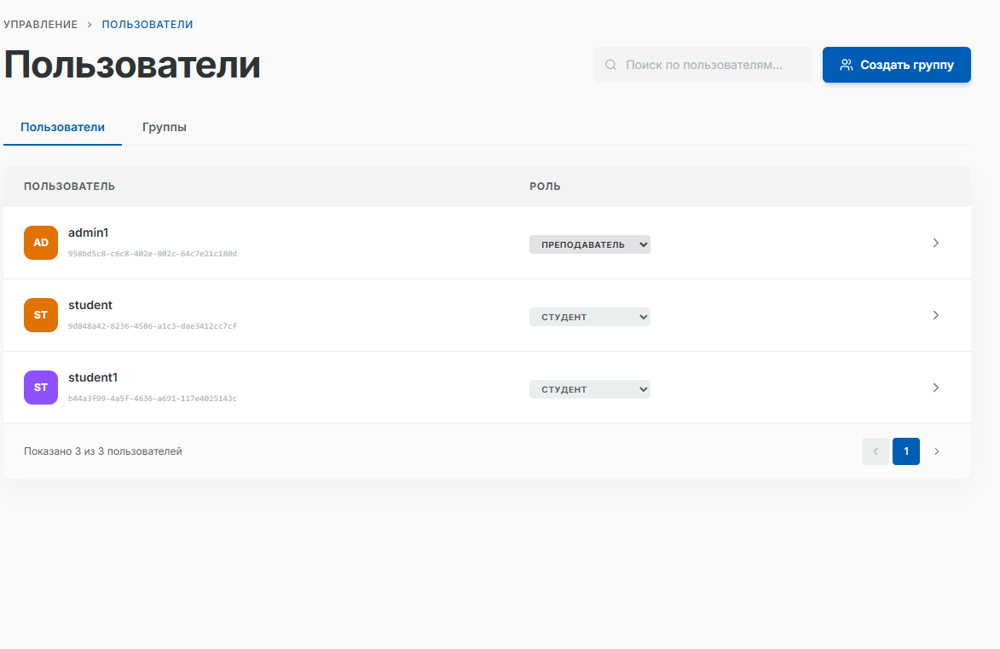 УПРАВЛЕНИЕ > ПОЛЬЗОВАТЕЛИ
Пользователи
Поиск по пользователям...
Создать группу
Пользователи
Группы
ПОЛЬЗОВАТЕЛЬ
РОЛЬ
AD
admin1
958bd5c8-c6c8-402e-802c-64c7e21c180d
ПРЕПОДАВАТЕЛЬ
ST
student
9d848a42-6236-4586-a1c3-dae3412cc7cf
СТУДЕНТ
ST
student1
b44a3f99-4a5f-4636-a691-117e4025143c
СТУДЕНТ
Показано 3 из 3 пользователей
1